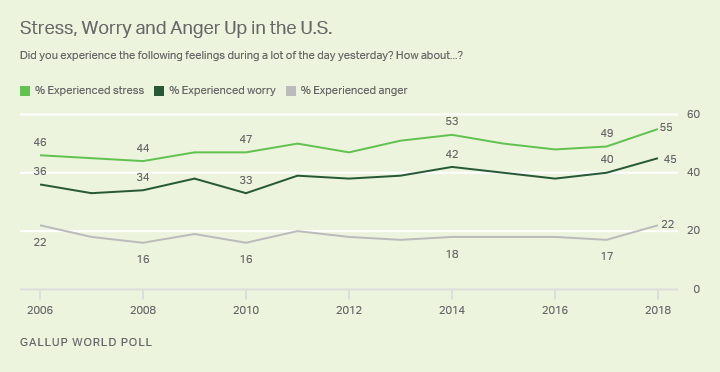 Stress, Worry and Anger Up in the U.S.
Did you experience the following feelings during a lot of the day yesterday? How about...?
% Experienced stress % Experienced worry % Experienced anger
60
53
55
46 44 47 49
42 40 45
40
36 34 33
22
20
22 16 16 18 17
0
2006 2008 2010 2012 2014 2016 2018
GALLUP WORLD POLL